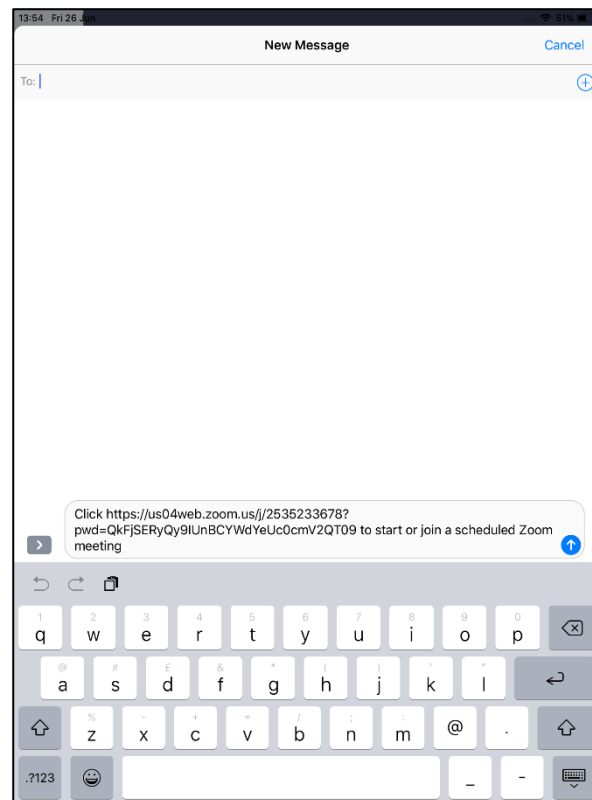 13:54 Fri 26 Jun 51%
New Message Cancel
To:
Click https://us04web.zoom.us/j/2535233678?
pwd=QkFjSERyQy9IUnBCYWdYeUc0cmV2QT09 to start or join a scheduled Zoom
meeting
1 2 3 4 5 6 7 8 9 0
q w e r t y u i o p
@ # £ & * ( ) ' "
a s d f g h j k l
% - + = / ; :
z x c v b n m @ .
.?123 _ -